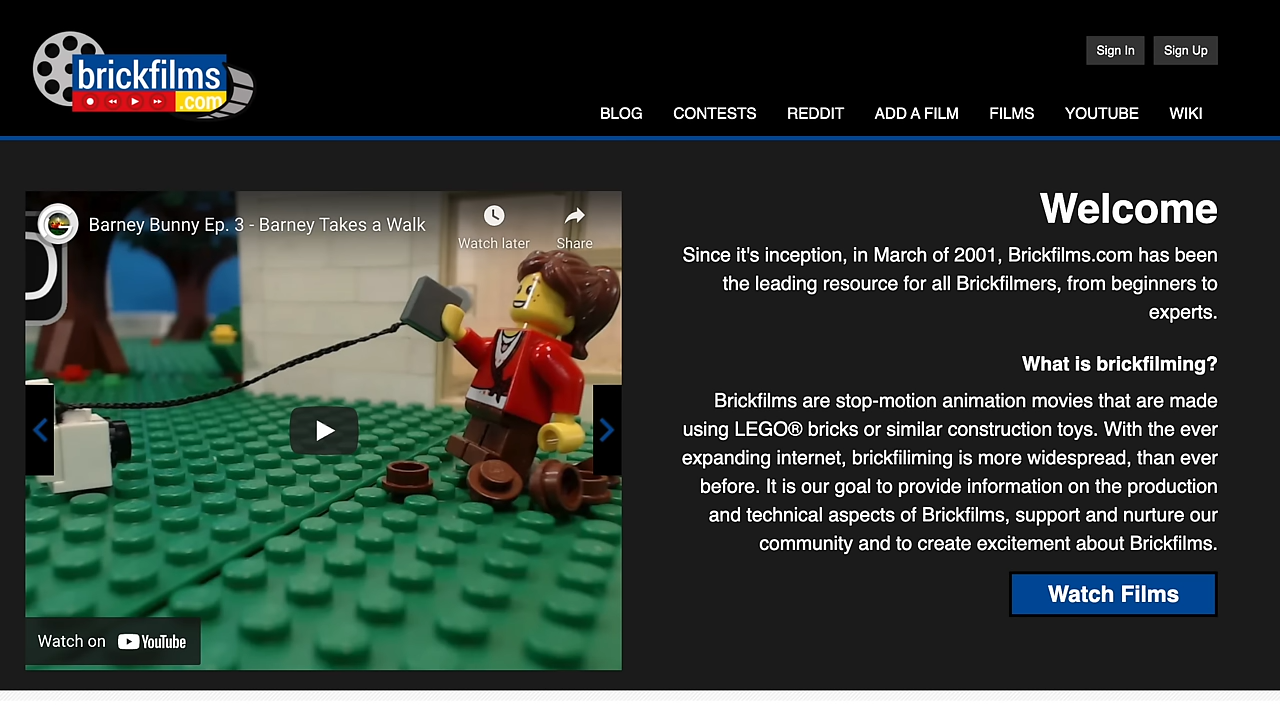 brickfilms
.com
Sign In
Sign Up
BLOG
CONTESTS
REDDIT
ADD A FILM
FILMS
YOUTUBE
WIKI
Barney Bunny Ep. 3 - Barney Takes a Walk
Watch later
Share
Watch on YouTube
Welcome
Since it's inception, in March of 2001, Brickfilms.com has been
the leading resource for all Brickfilmers, from beginners to
experts.
What is brickfilming?
Brickfilms are stop-motion animation movies that are made
using LEGO® bricks or similar construction toys. With the ever
expanding internet, brickfiliming is more widespread, than ever
before. It is our goal to provide information on the production
and technical aspects of Brickfilms, support and nurture our
community and to create excitement about Brickfilms.
Watch Films